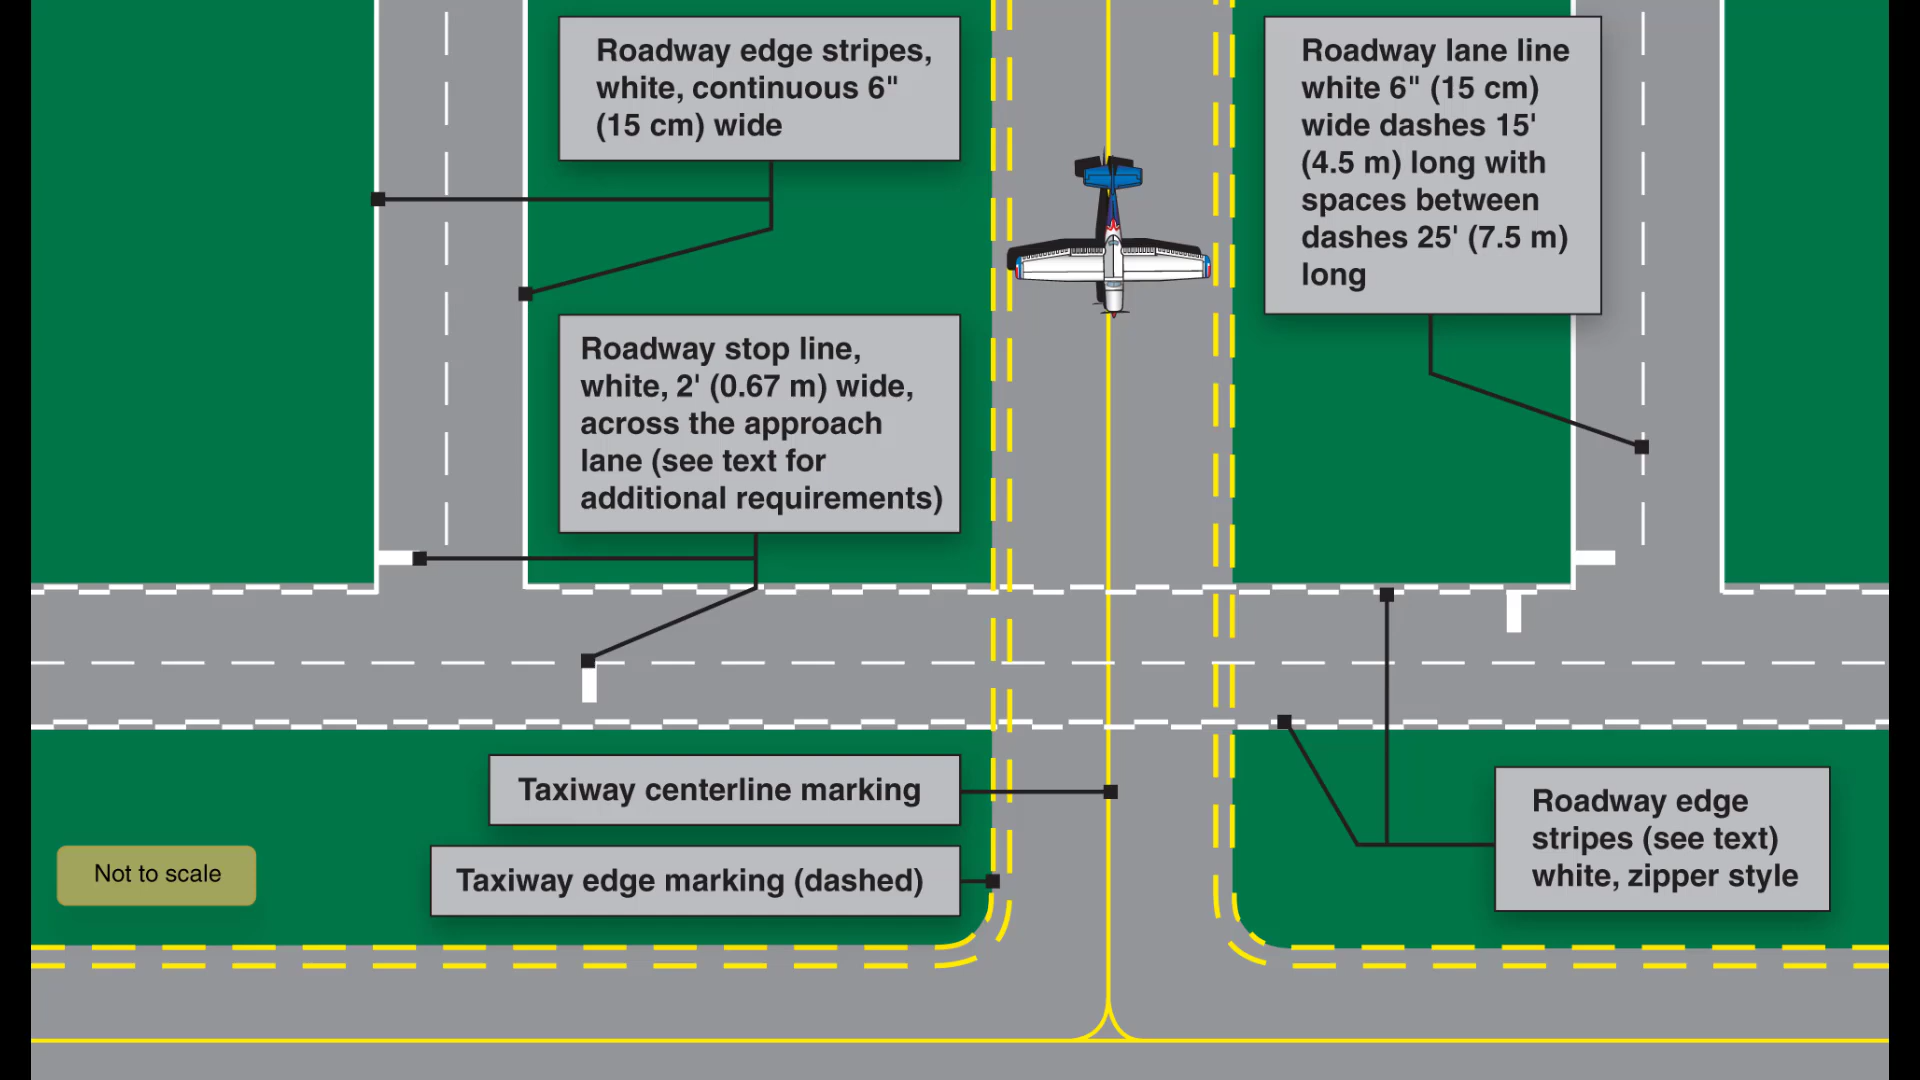 Roadway edge stripes,
white, continuous 6"
(15 cm) wide
Roadway lane line
white 6" (15 cm)
wide dashes 15'
(4.5 m) long with
spaces between
dashes 25' (7.5 m)
long
Roadway stop line,
white, 2' (0.67 m) wide,
across the approach
lane (see text for
additional requirements)
Taxiway centerline marking
Taxiway edge marking (dashed)
Roadway edge
stripes (see text)
white, zipper style
Not to scale